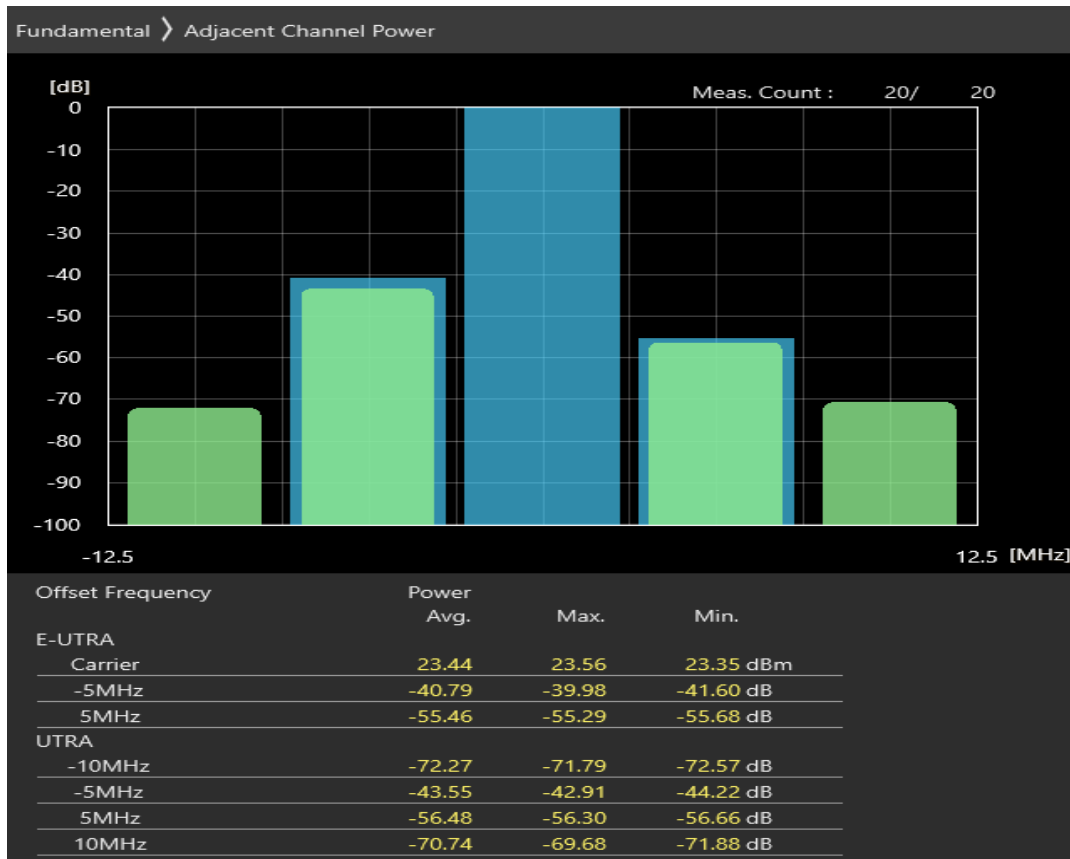 Fundamental ❯ Adjacent Channel Power
[dB]
Meas. Count : 20/ 20
0
-10
-20
-30
-40
-50
-60
-70
-80
-90
-100
-12.5 12.5 [MHz]
Offset Frequency Power
Avg. Max. Min.
E-UTRA
Carrier 23.44 23.56 23.35 dBm
-5MHz -40.79 -39.98 -41.60 dB
5MHz -55.46 -55.29 -55.68 dB
UTRA
-10MHz -72.27 -71.79 -72.57 dB
-5MHz -43.55 -42.91 -44.22 dB
5MHz -56.48 -56.30 -56.66 dB
10MHz -70.74 -69.68 -71.88 dB